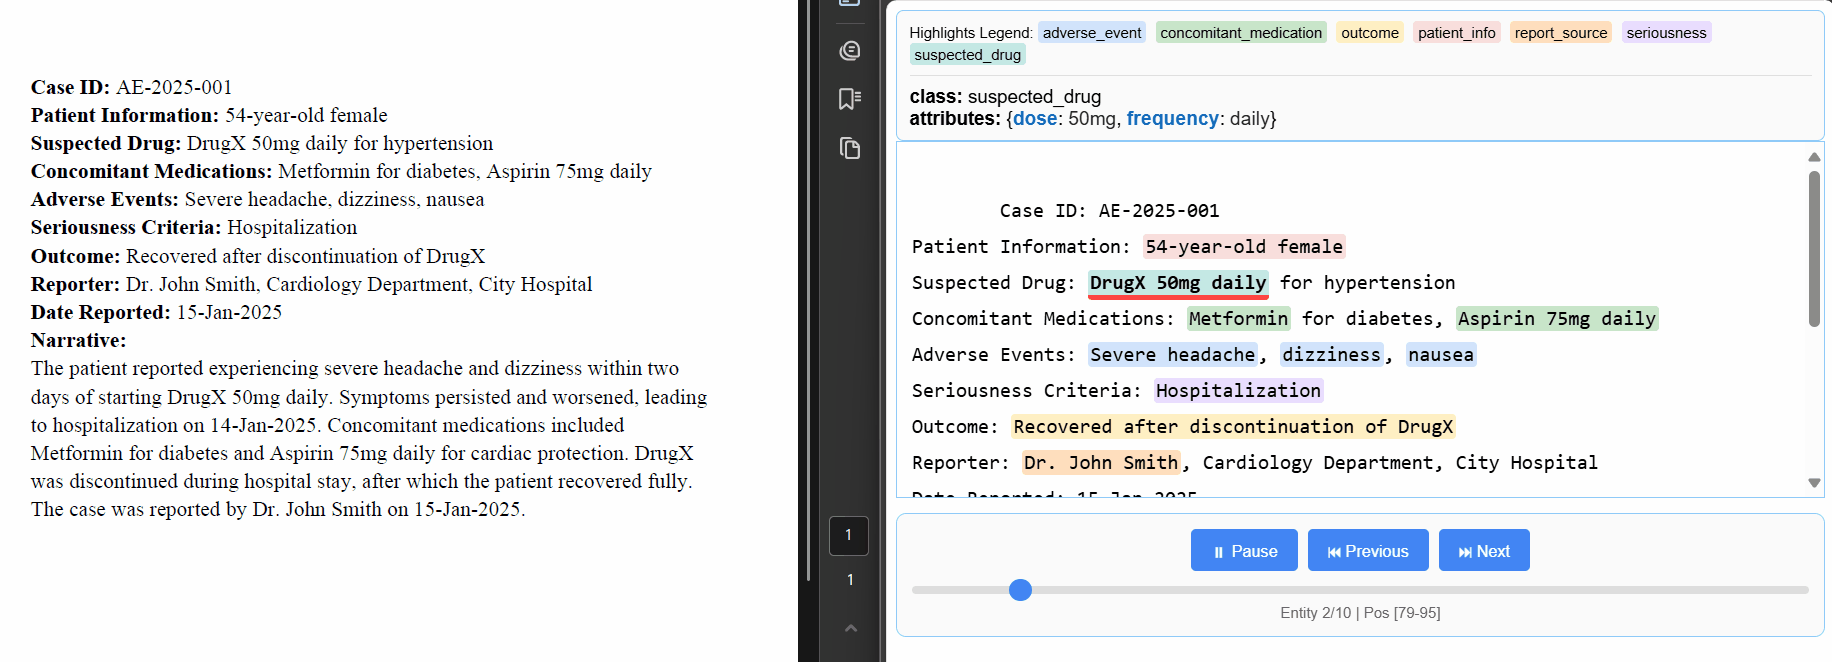 Case ID: AE-2025-001
Patient Information: 54-year-old female
Suspected Drug: DrugX 50mg daily for hypertension
Concomitant Medications: Metformin for diabetes, Aspirin 75mg daily
Adverse Events: Severe headache, dizziness, nausea
Seriousness Criteria: Hospitalization
Outcome: Recovered after discontinuation of DrugX
Reporter: Dr. John Smith, Cardiology Department, City Hospital
Date Reported: 15-Jan-2025
Narrative:
The patient reported experiencing severe headache and dizziness within two
days of starting DrugX 50mg daily. Symptoms persisted and worsened, leading
to hospitalization on 14-Jan-2025. Concomitant medications included
Metformin for diabetes and Aspirin 75mg daily for cardiac protection. DrugX
was discontinued during hospital stay, after which the patient recovered fully.
The case was reported by Dr. John Smith on 15-Jan-2025.
1
1
Highlights Legend: adverse_event concomitant_medication outcome patient_info report_source seriousness
suspected_drug
class: suspected_drug
attributes: {dose: 50mg, frequency: daily}
Case ID: AE-2025-001
Patient Information: 54-year-old female
Suspected Drug: DrugX 50mg daily for hypertension
Concomitant Medications: Metformin for diabetes, Aspirin 75mg daily
Adverse Events: Severe headache, dizziness, nausea
Seriousness Criteria: Hospitalization
Outcome: Recovered after discontinuation of DrugX
Reporter: Dr. John Smith, Cardiology Department, City Hospital
Date Reported: 15-Jan-2025
Pause Previous Next
Entity 2/10 | Pos [79-95]